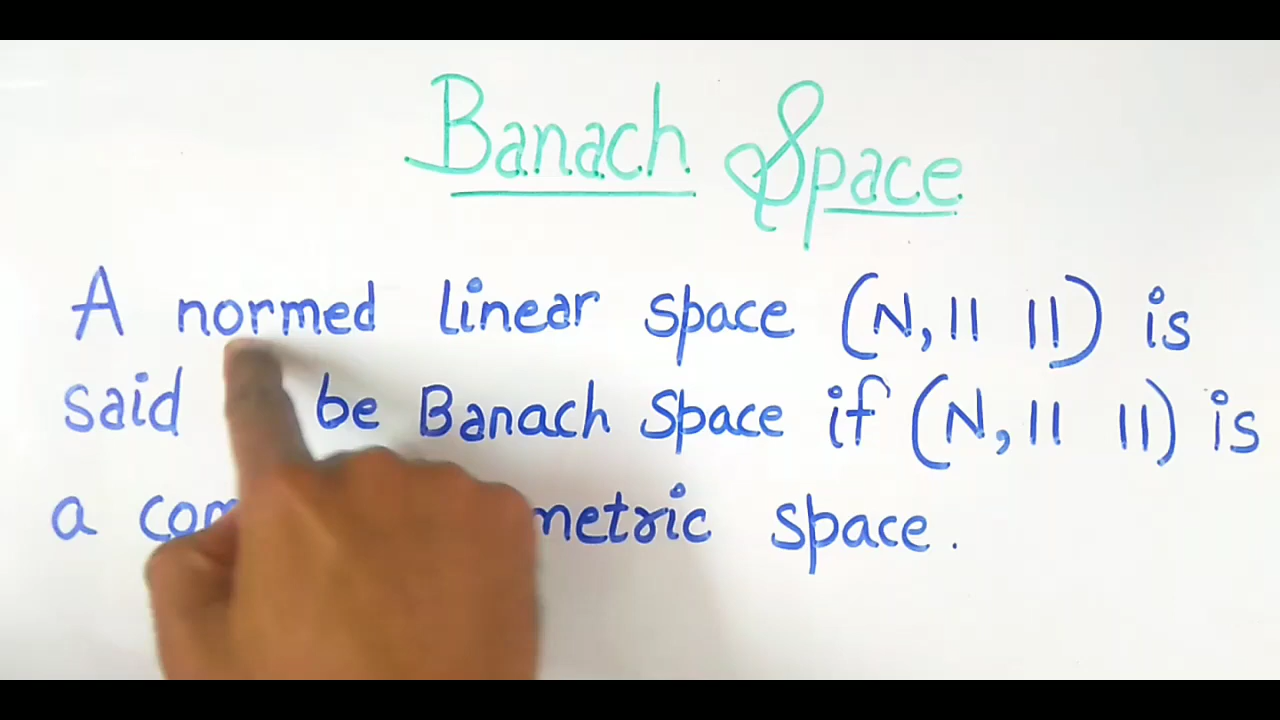 Banach Space
A normed linear space (N, || ||) is
said be Banach Space if (N, || ||) is
a metric space.